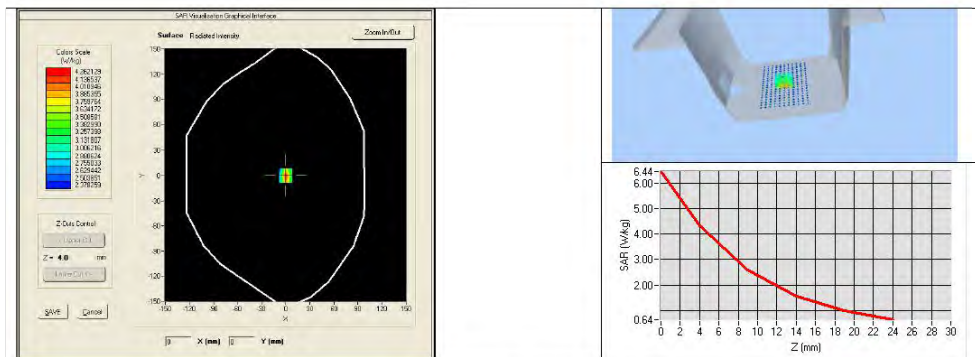 SAR Visualisation Graphical Interface
Surface Radiated Intensity
Zoom In/Out
Colors Scale
(W/kg)
4.262129
4.136537
4.010946
3.885355
3.759764
3.634172
3.508581
3.382990
3.257399
3.131807
3.006216
2.880624
2.755033
2.629442
2.503851
2.378259
150
120
90
60
30
0
-30
-60
-90
-120
-150
Y
-150 -120 -90 -60 -30 0 30 60 90 120 150
X
Z-Cuts Control
Z = 4.0 mm
SAVE Cancel
0 X (mm) 0 Y (mm)
6.44
6.00
5.00
4.00
3.00
2.00
0.64
SAR (W/kg)
0 2 4 6 8 10 12 14 16 18 20 22 24 26 28 30
Z (mm)